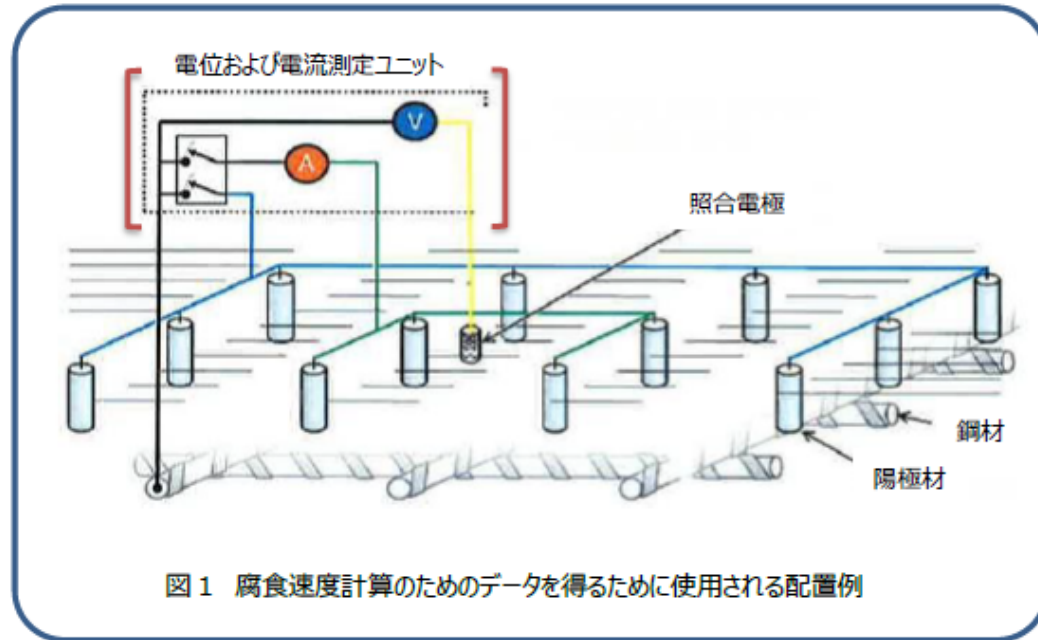 電位および電流測定ユニット
V
A
照合電極
鋼材
陽極材
図1 腐食速度計算のためのデータを得るために使用される配置例